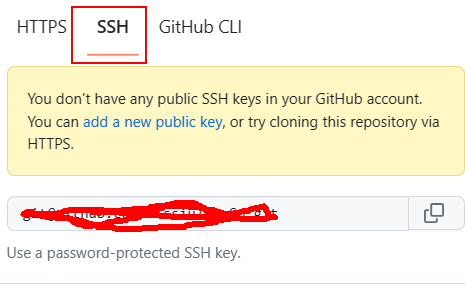 HTTPS SSH GitHub CLI
You don't have any public SSH keys in your GitHub account.
You can add a new public key, or try cloning this repository via
HTTPS.
Use a password-protected SSH key.